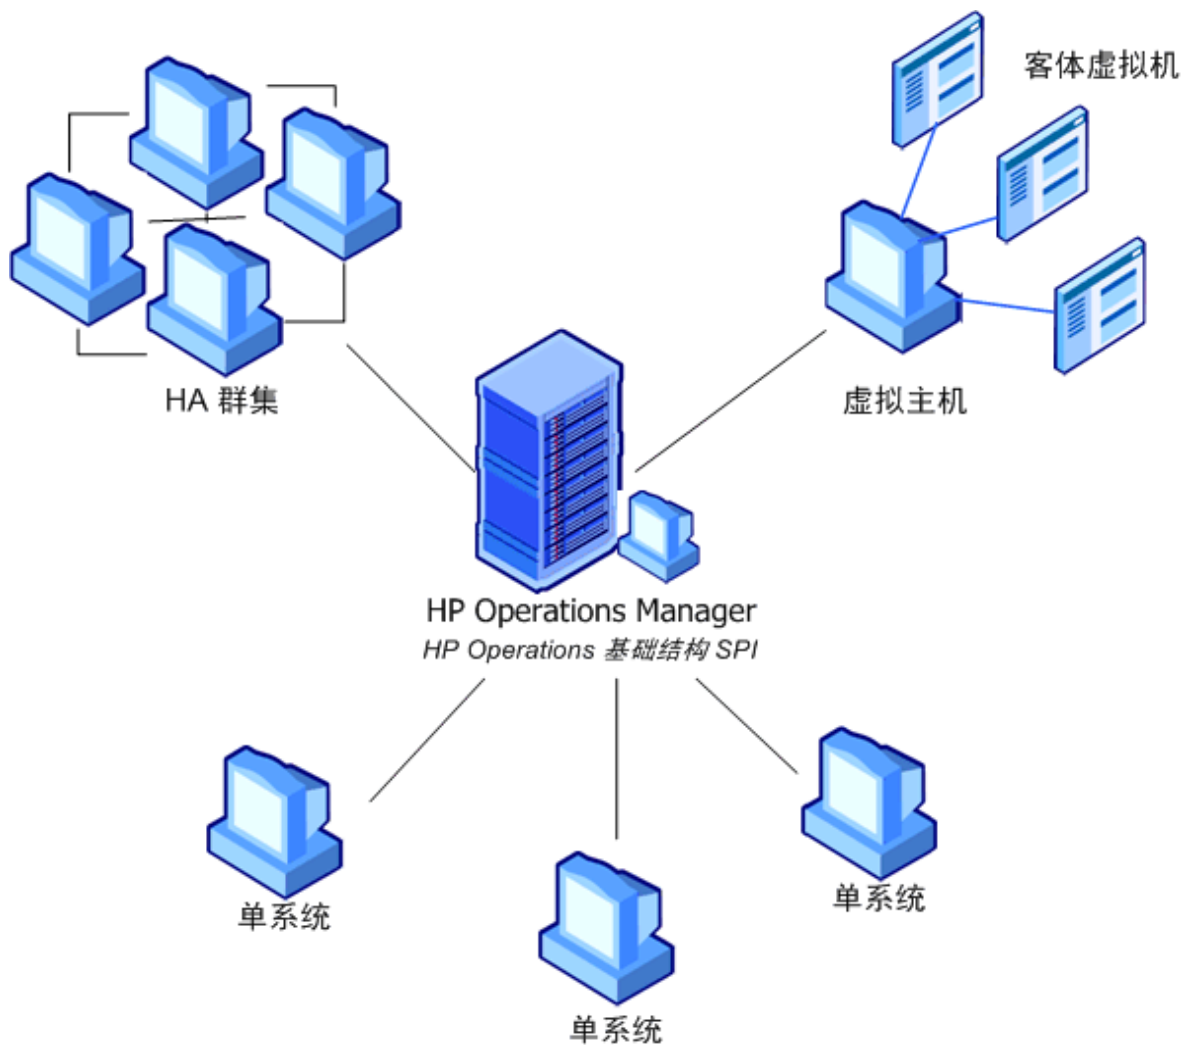 客体虚拟机
HA 群集
虚拟主机
HP Operations Manager
HP Operations 基础结构 SPI
单系统
单系统
单系统